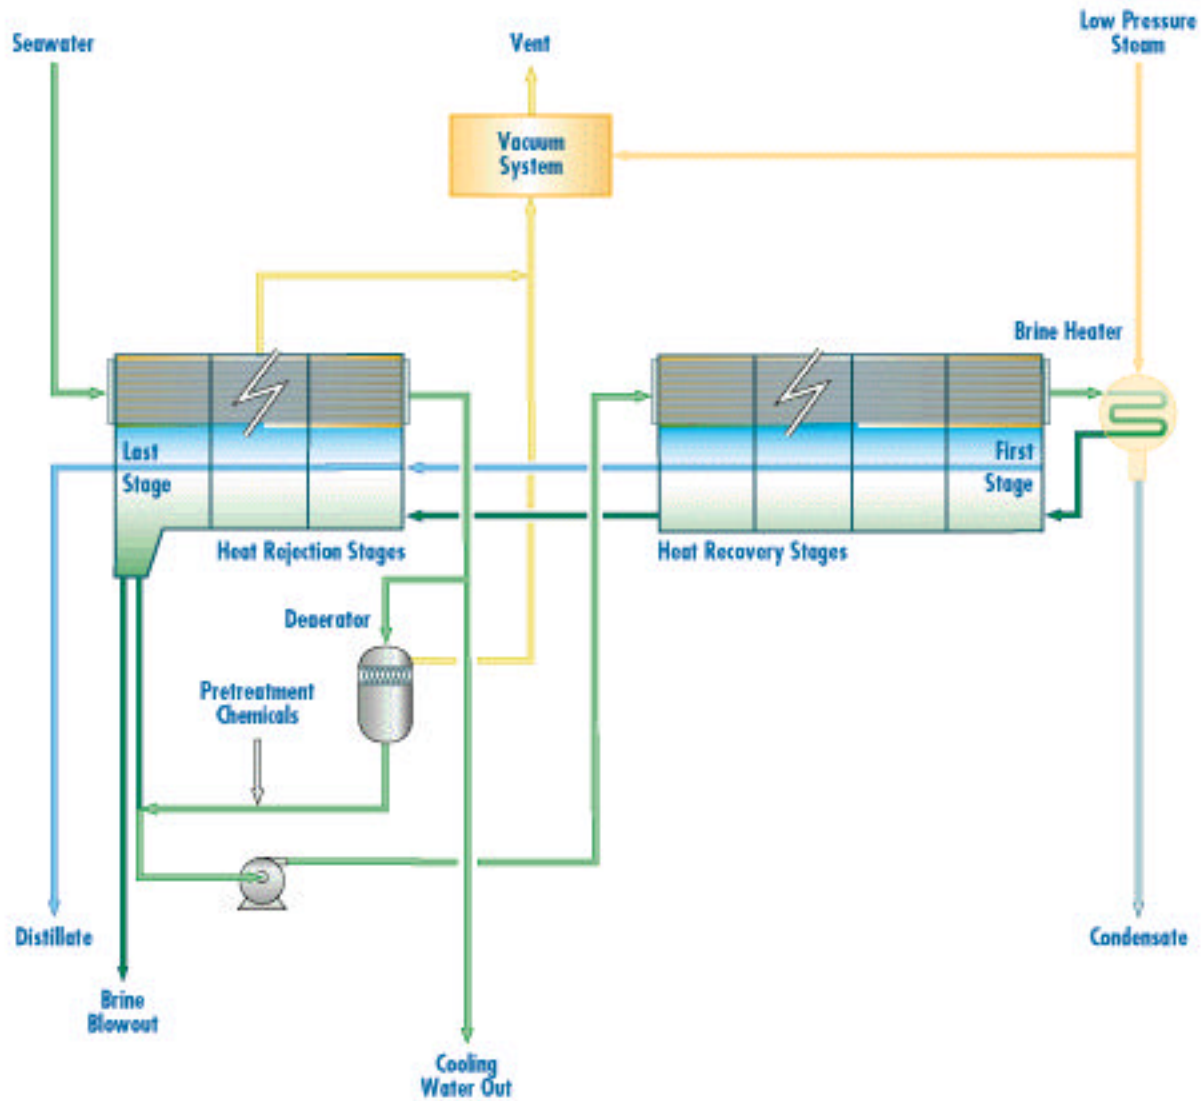 Seawater
Vent
Low Pressure
Steam
Vacuum
System
Brine Heater
Last
Stage
First
Stage
Heat Rejection Stages
Heat Recovery Stages
Deaerator
Pretreatment
Chemicals
Distillate
Condensate
Brine
Blowout
Cooling
Water Out